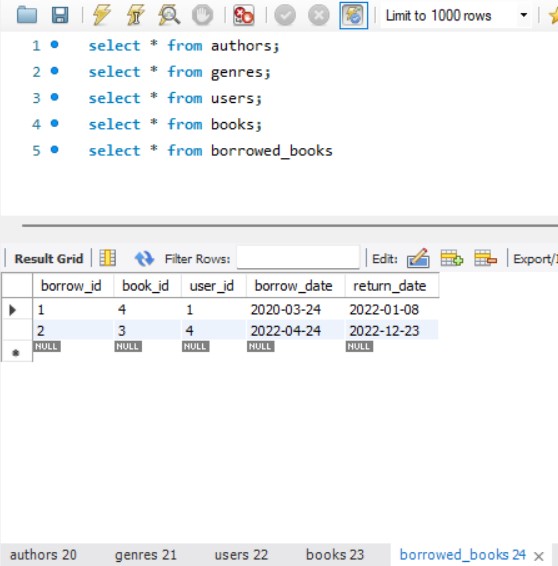 Limit to 1000 rows
1 select * from authors;
2 select * from genres;
3 select * from users;
4 select * from books;
5 select * from borrowed_books
Result Grid Filter Rows: Edit: Export/I
borrow_id book_id user_id borrow_date return_date
1 4 1 2020-03-24 2022-01-08
2 3 4 2022-04-24 2022-12-23
NULL NULL NULL NULL NULL
authors 20 genres 21 users 22 books 23 borrowed_books 24